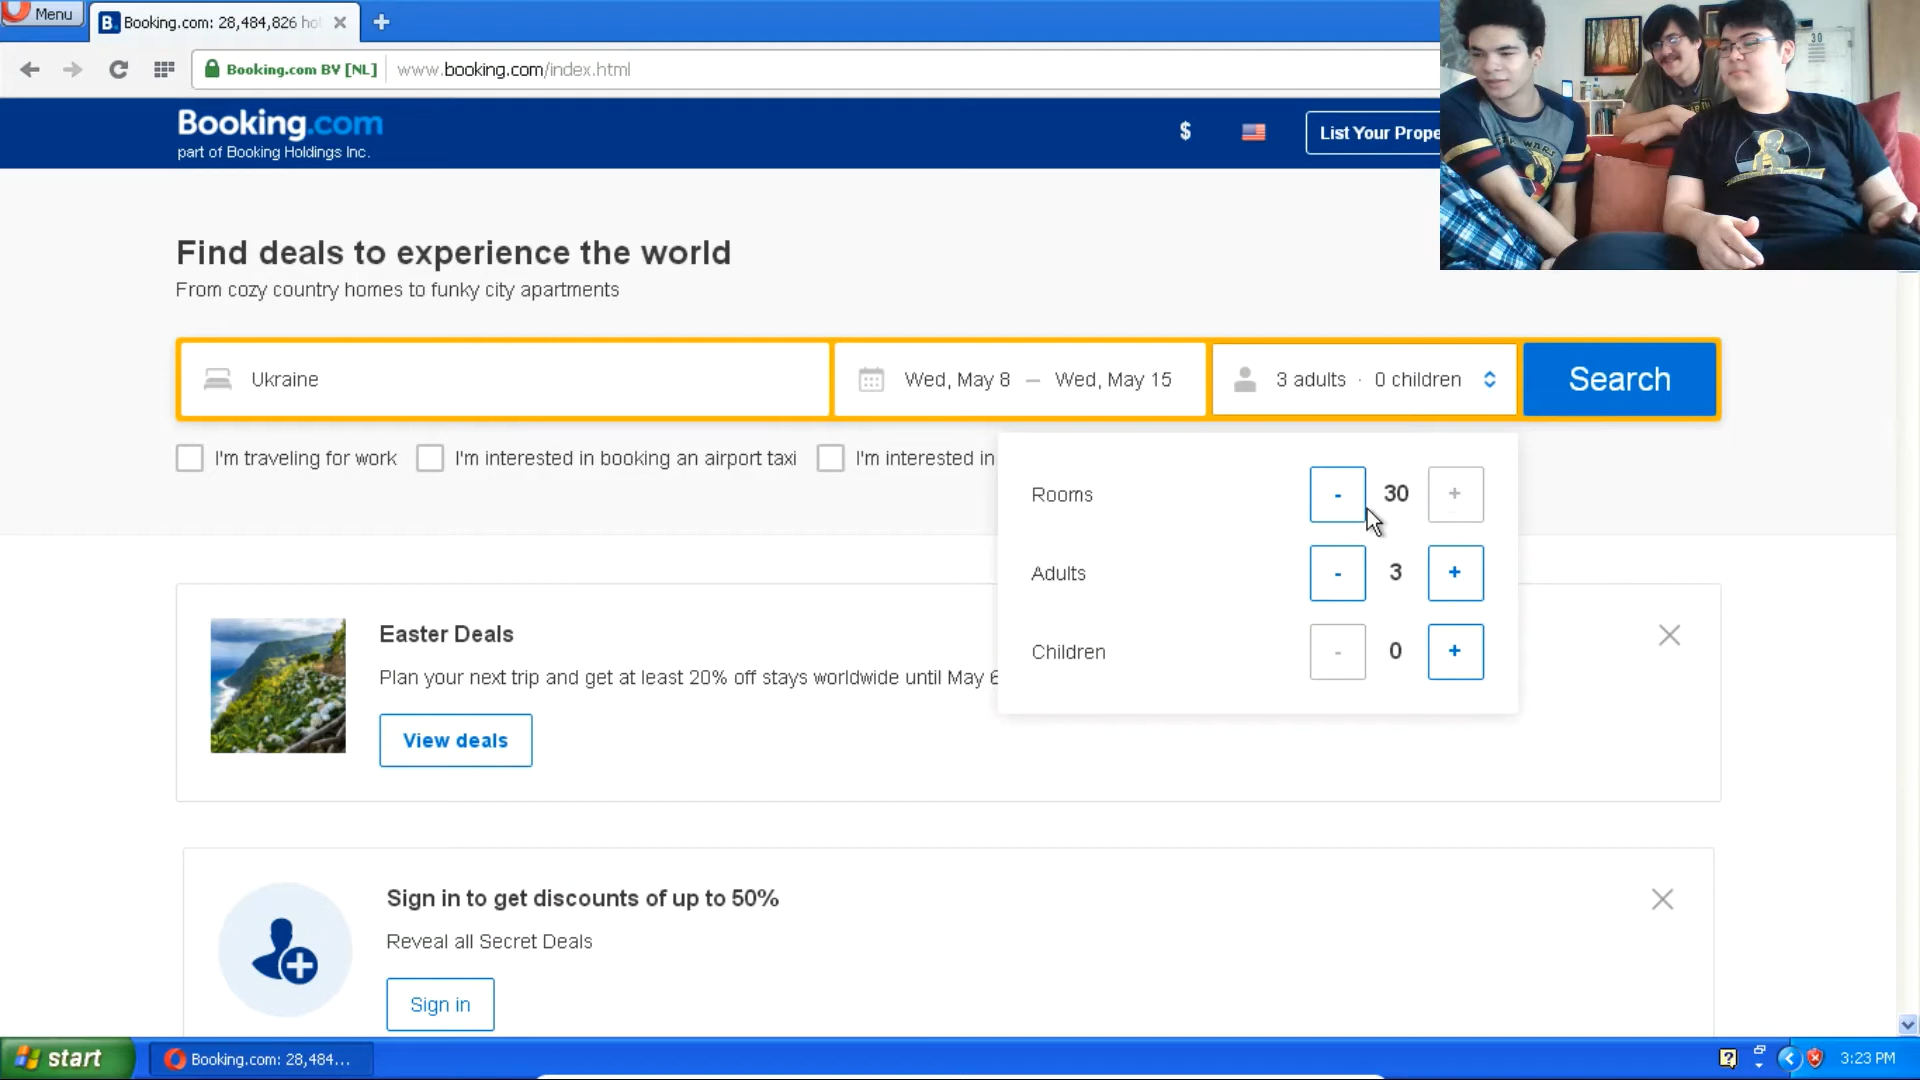 Menu
Booking.com: 28,484,826 ho
Booking.com BV [NL]
www.booking.com/index.html
Booking.com
part of Booking Holdings Inc.
$
List Your Prope
Find deals to experience the world
From cozy country homes to funky city apartments
Ukraine
Wed, May 8 — Wed, May 15
3 adults · 0 children
Search
I'm traveling for work
I'm interested in booking an airport taxi
I'm interested in
Rooms
- 30 +
Adults
- 3 +
Children
- 0 +
Easter Deals
Plan your next trip and get at least 20% off stays worldwide until May 6
View deals
Sign in to get discounts of up to 50%
Reveal all Secret Deals
Sign in
start
Booking.com: 28,484...
3:23 PM